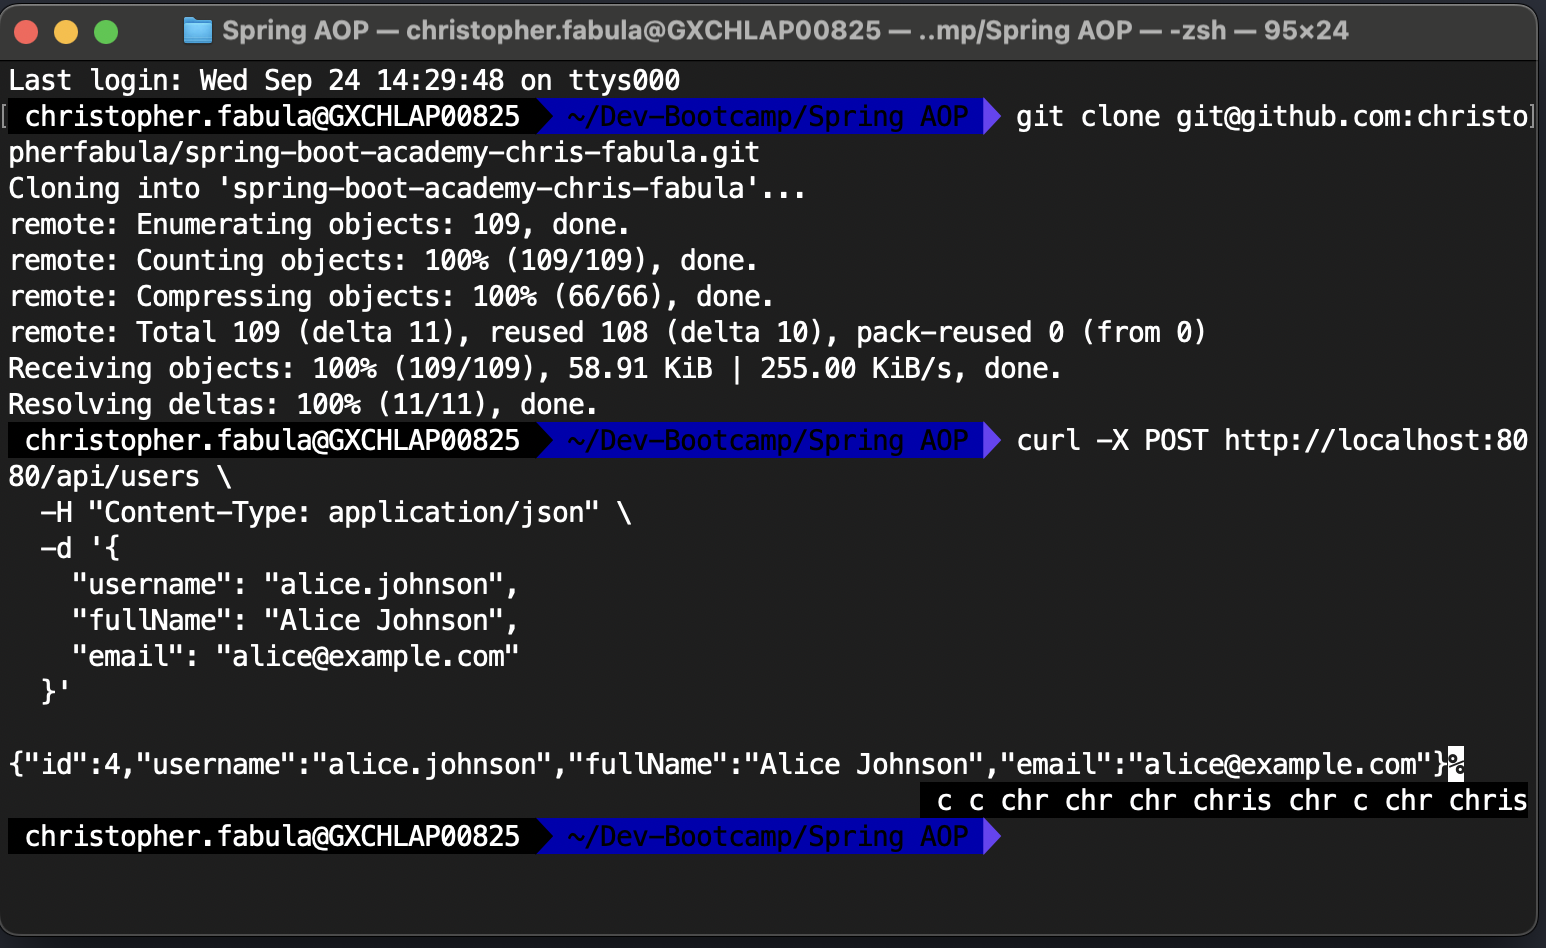 Spring AOP — christopher.fabula@GXCHLAP00825 — ..mp/Spring AOP — -zsh — 95×24
Last login: Wed Sep 24 14:29:48 on ttys000
[ christopher.fabula@GXCHLAP00825 ~/Dev-Bootcamp/Spring AOP git clone git@github.com:christo]
pherfabula/spring-boot-academy-chris-fabula.git
Cloning into 'spring-boot-academy-chris-fabula'...
remote: Enumerating objects: 109, done.
remote: Counting objects: 100% (109/109), done.
remote: Compressing objects: 100% (66/66), done.
remote: Total 109 (delta 11), reused 108 (delta 10), pack-reused 0 (from 0)
Receiving objects: 100% (109/109), 58.91 KiB | 255.00 KiB/s, done.
Resolving deltas: 100% (11/11), done.
christopher.fabula@GXCHLAP00825 ~/Dev-Bootcamp/Spring AOP curl -X POST http://localhost:80
80/api/users \
  -H "Content-Type: application/json" \
  -d '{
    "username": "alice.johnson",
    "fullName": "Alice Johnson",
    "email": "alice@example.com"
  }'
{"id":4,"username":"alice.johnson","fullName":"Alice Johnson","email":"alice@example.com"}%
c c chr chr chr chris chr c chr chris
christopher.fabula@GXCHLAP00825 ~/Dev-Bootcamp/Spring AOP